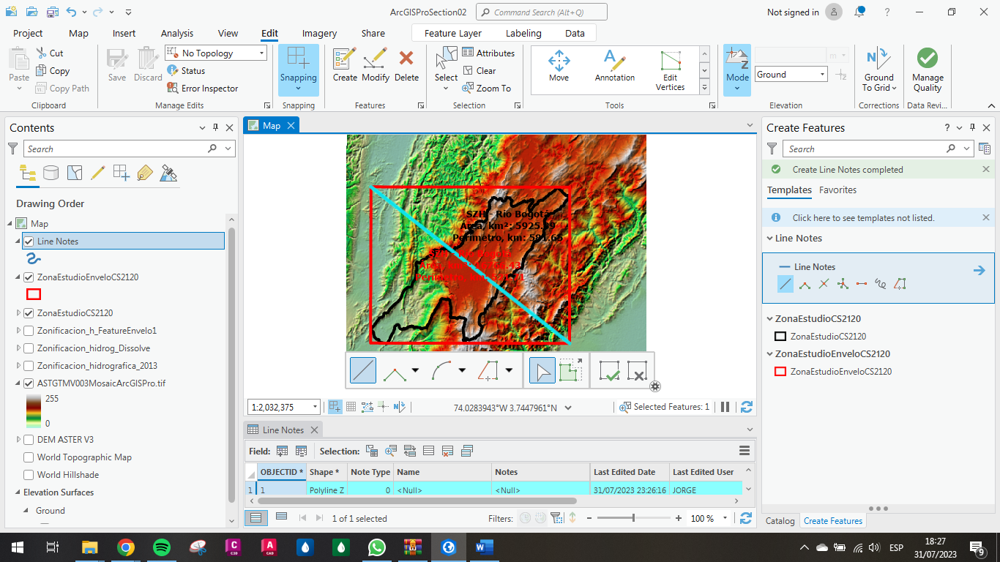 ArcGISProSection02
Command Search (Alt+Q)
Not signed in
?
Project Map Insert Analysis View Edit Imagery Share Feature Layer Labeling Data
Paste Cut
Copy
Copy Path
Clipboard
Save Discard No Topology
Status
Error Inspector
Manage Edits
Snapping
Snapping
Create Modify Delete
Features
Select Attributes
Clear
Zoom To
Selection
Move Annotation Edit
Vertices
Tools
Mode m
Ground
Elevation
Ground
To Grid
Corrections
Manage
Quality
Data Revi...
Contents
Search
Drawing Order
Map
Line Notes
ZonaEstudioEnveloCS2120
ZonaEstudioCS2120
Zonificacion_h_FeatureEnvelo1
Zonificacion_hidrog_Dissolve
Zonificacion_hidrografica_2013
ASTGTMV003MosaicArcGISPro.tif
255
0
DEM ASTER V3
World Topographic Map
World Hillshade
Elevation Surfaces
Ground
Map
SZH - Río Bogotá
Área, km²: 5925.59
Perímetro, km: 581.65
1:2,032,375
74.0283943°W 3.7447961°N
Selected Features: 1
Line Notes
Field: Selection:
OBJECTID * Shape * Note Type Name Notes Last Edited Date Last Edited User
1 1 Polyline Z 0 <Null> <Null> 31/07/2023 23:26:16 JORGE
1 of 1 selected
Filters:
100 %
Create Features
?
Search
Create Line Notes completed
Templates Favorites
Click here to see templates not listed.
Line Notes
Line Notes
ZonaEstudioCS2120
ZonaEstudioCS2120
ZonaEstudioEnveloCS2120
ZonaEstudioEnveloCS2120
Catalog Create Features
ESP
18:27
31/07/2023
9